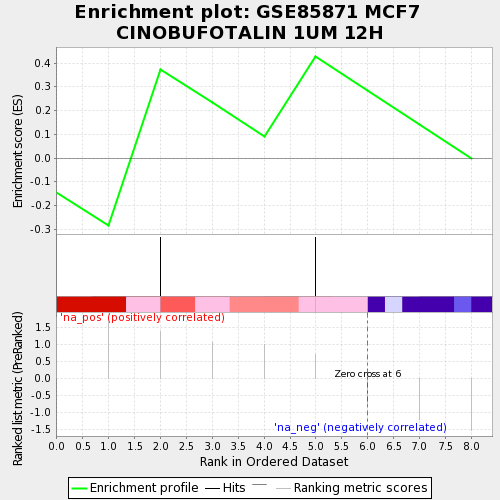 Enrichment plot: GSE85871 MCF7
CINOBUFOTALIN 1UM 12H
Enrichment score (ES)
0.4
0.3
0.2
0.1
0.0
-0.1
-0.2
-0.3
'na_pos' (positively correlated)
Ranked list metric (PreRanked)
1.5
1.0
0.5
0.0
-0.5
-1.0
-1.5
Zero cross at 6
'na_neg' (negatively correlated)
0.0 0.5 1.0 1.5 2.0 2.5 3.0 3.5 4.0 4.5 5.0 5.5 6.0 6.5 7.0 7.5 8.0
Rank in Ordered Dataset
Enrichment profile Hits Ranking metric scores